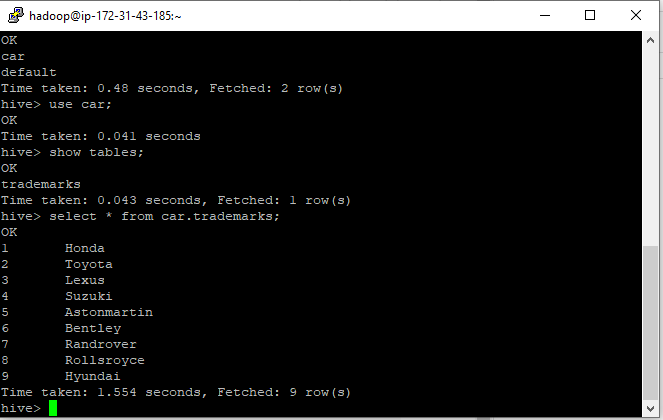 hadoop@ip-172-31-43-185:~
OK
car
default
Time taken: 0.48 seconds, Fetched: 2 row(s)
hive> use car;
OK
Time taken: 0.041 seconds
hive> show tables;
OK
trademarks
Time taken: 0.043 seconds, Fetched: 1 row(s)
hive> select * from car.trademarks;
OK
1 Honda
2 Toyota
3 Lexus
4 Suzuki
5 Astonmartin
6 Bentley
7 Randrover
8 Rollsroyce
9 Hyundai
Time taken: 1.554 seconds, Fetched: 9 row(s)
hive>